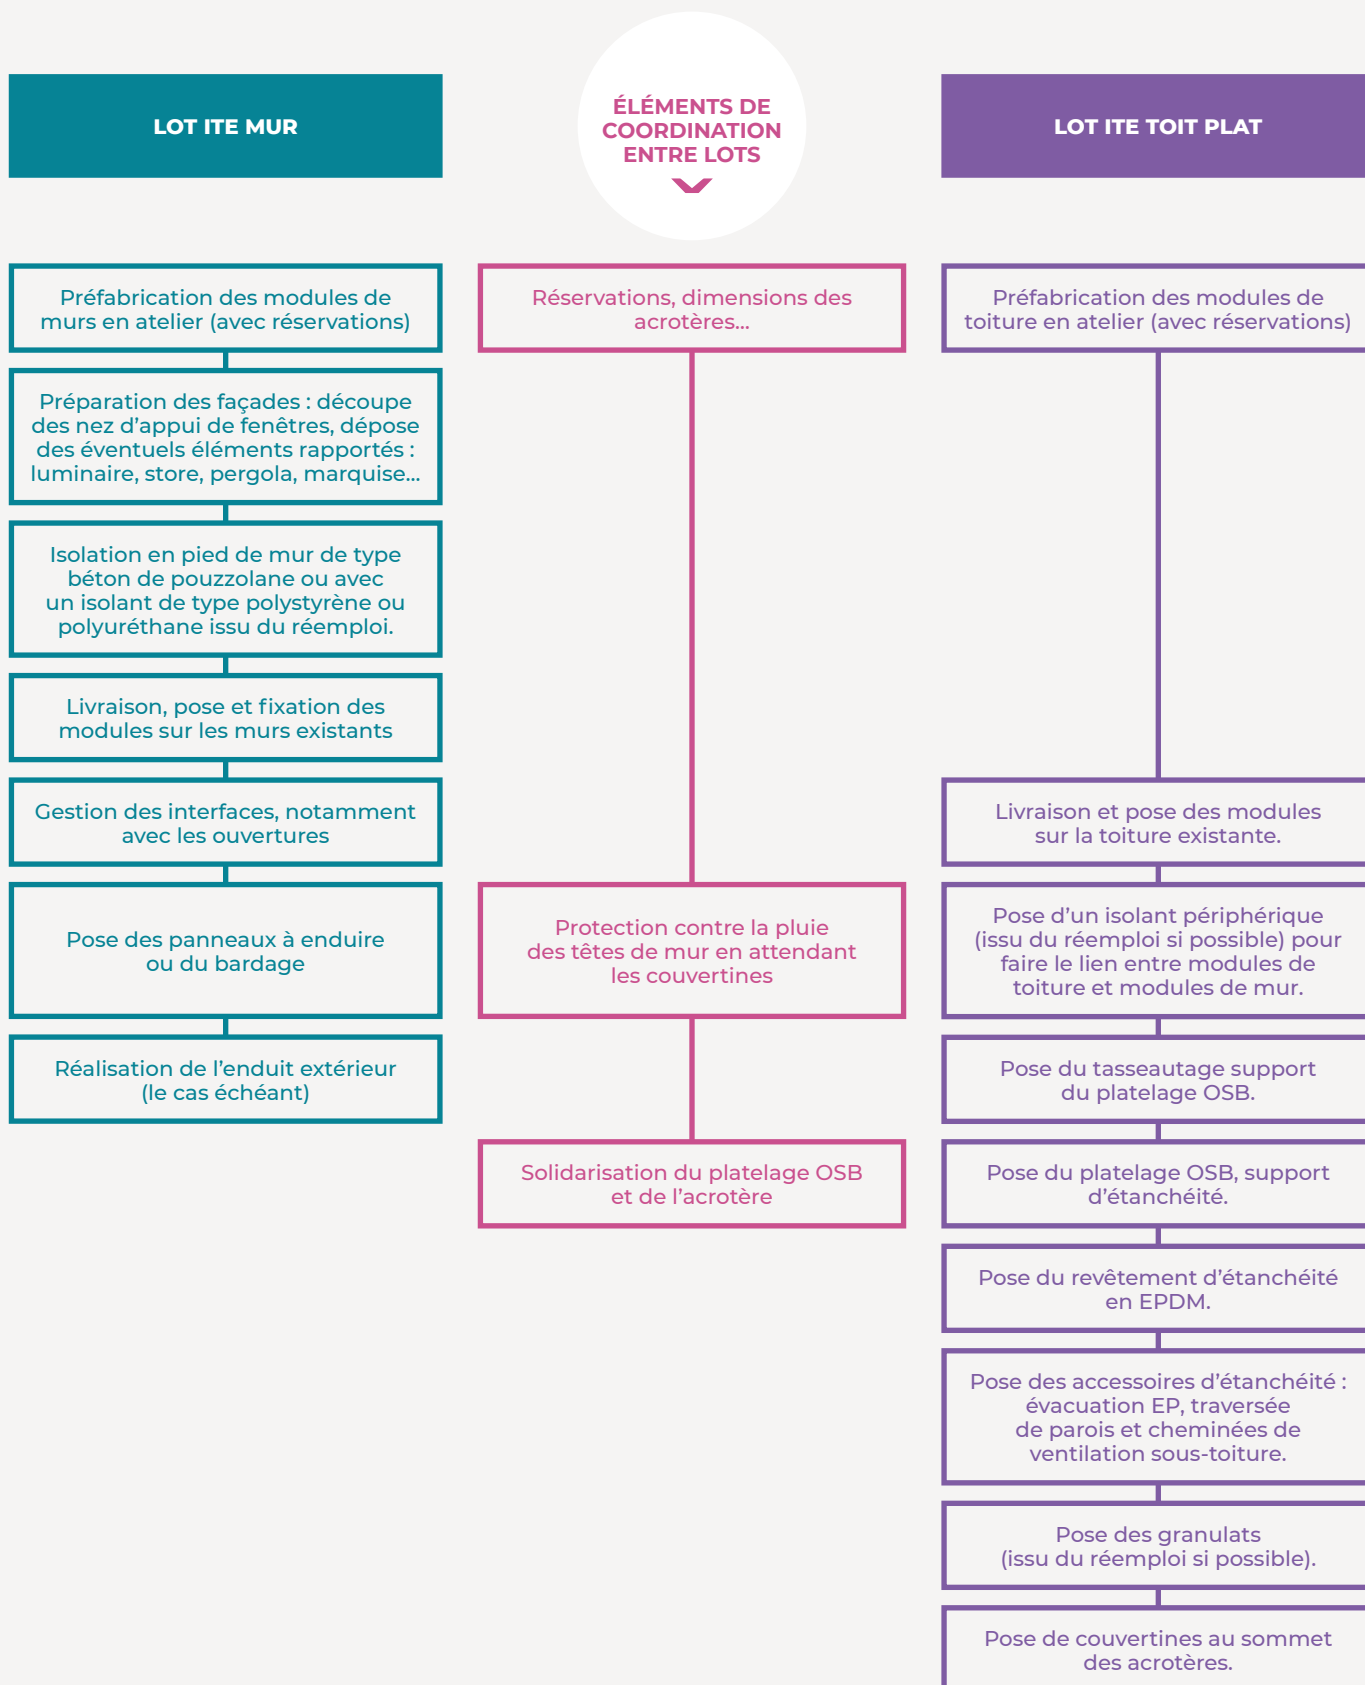 LOT ITE MUR
ÉLÉMENTS DE
COORDINATION
ENTRE LOTS
LOT ITE TOIT PLAT
Préfabrication des modules de
murs en atelier (avec réservations)
Réservations, dimensions des
acrotères...
Préfabrication des modules de
toiture en atelier (avec réservations)
Préparation des façades : découpe
des nez d’appui de fenêtres, dépose
des éventuels éléments rapportés :
luminaire, store, pergola, marquise...
Isolation en pied de mur de type
béton de pouzzolane ou avec
un isolant de type polystyrène ou
polyuréthane issu du réemploi.
Livraison, pose et fixation des
modules sur les murs existants
Gestion des interfaces, notamment
avec les ouvertures
Livraison et pose des modules
sur la toiture existante.
Pose des panneaux à enduire
ou du bardage
Protection contre la pluie
des têtes de mur en attendant
les couvertines
Pose d’un isolant périphérique
(issu du réemploi si possible) pour
faire le lien entre modules de
toiture et modules de mur.
Réalisation de l’enduit extérieur
(le cas échéant)
Pose du tasseautage support
du platelage OSB.
Solidarisation du platelage OSB
et de l’acrotère
Pose du platelage OSB, support
d’étanchéité.
Pose du revêtement d’étanchéité
en EPDM.
Pose des accessoires d’étanchéité :
évacuation EP, traversée
de parois et cheminées de
ventilation sous-toiture.
Pose des granulats
(issu du réemploi si possible).
Pose de couvertines au sommet
des acrotères.